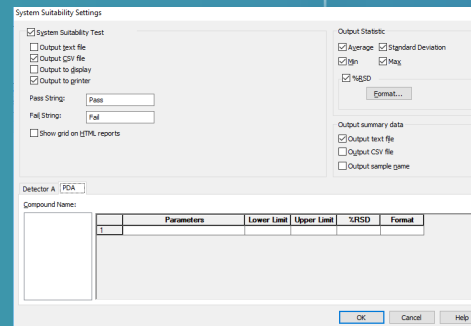 System Suitability Settings
System Suitability Test
Output text file
Output CSV file
Output to display
Output to printer
Pass String: Pass
Fail String: Fail
Show grid on HTML reports
Output Statistic
Average Standard Deviation
Min Max
%RSD
Format...
Output summary data
Output text file
Output CSV file
Output sample name
Detector A PDA
Compound Name:
Parameters Lower Limit Upper Limit %RSD Format
1
OK Cancel Help